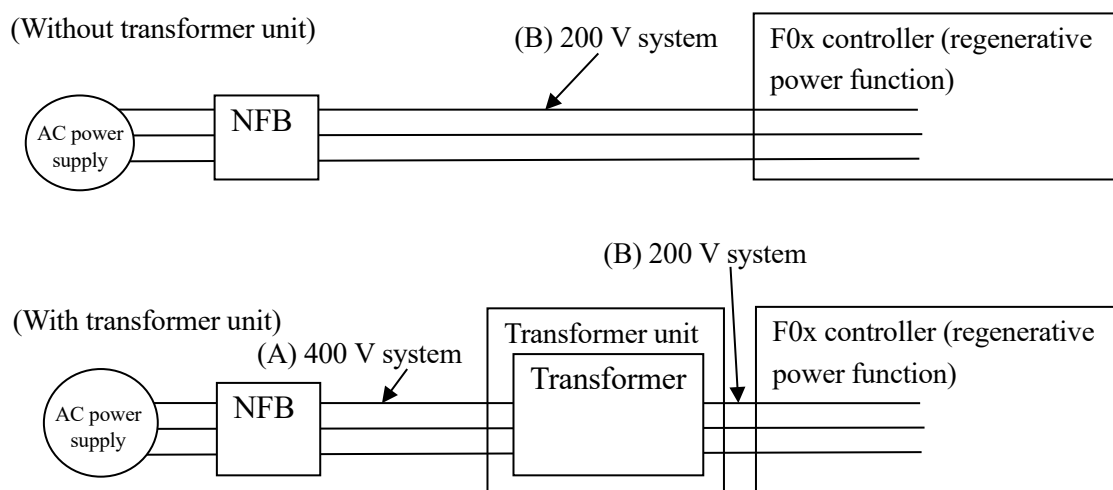 (Without transformer unit)
(B) 200 V system
F0x controller (regenerative
power function)
AC power
supply
NFB
(B) 200 V system
(With transformer unit)
(A) 400 V system
Transformer unit
Transformer
F0x controller (regenerative
power function)
AC power
supply
NFB